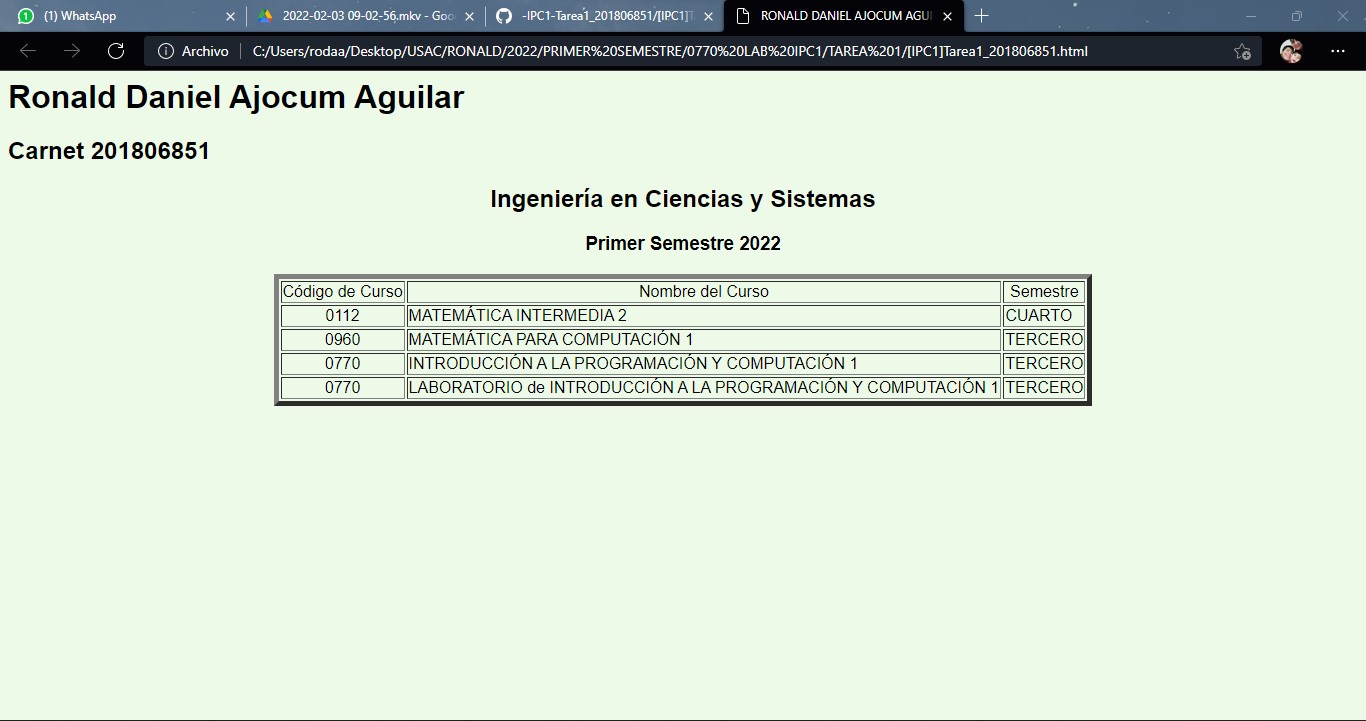 (1) WhatsApp
2022-02-03 09-02-56.mkv - Goo
-IPC1-Tarea1_201806851/[IPC1]T
RONALD DANIEL AJOCUM AGUI
Archivo
C:/Users/rodaa/Desktop/USAC/RONALD/2022/PRIMER%20SEMESTRE/0770%20LAB%20IPC1/TAREA%201/[IPC1]Tarea1_201806851.html
Ronald Daniel Ajocum Aguilar
Carnet 201806851
Ingeniería en Ciencias y Sistemas
Primer Semestre 2022
Código de Curso Nombre del Curso Semestre
0112 MATEMÁTICA INTERMEDIA 2 CUARTO
0960 MATEMÁTICA PARA COMPUTACIÓN 1 TERCERO
0770 INTRODUCCIÓN A LA PROGRAMACIÓN Y COMPUTACIÓN 1 TERCERO
0770 LABORATORIO de INTRODUCCIÓN A LA PROGRAMACIÓN Y COMPUTACIÓN 1 TERCERO